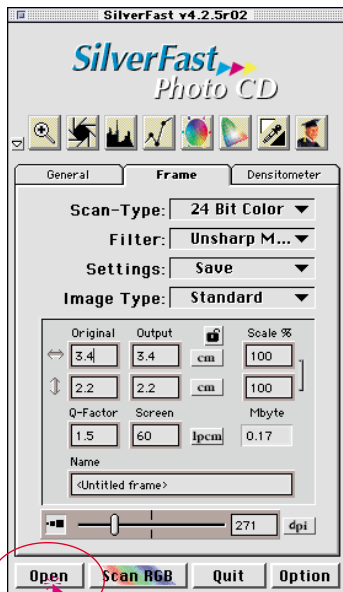 SilverFast v4.2.5r02
SilverFast
Photo CD
General Frame Densitometer
Scan-Type: 24 Bit Color
Filter: Unsharp M...
Settings: Save
Image Type: Standard
Original Output Scale %
3.4 3.4 cm 100
2.2 2.2 cm 100
Q-Factor Screen Mbyte
1.5 60 lpcm 0.17
Name
<Untitled frame>
271 dpi
Open Scan RGB Quit Option